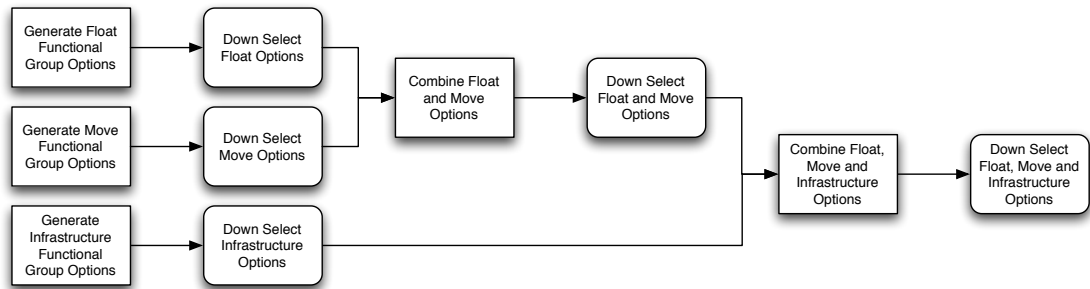 Generate Float
Functional
Group Options
Down Select
Float Options
Generate Move
Functional
Group Options
Down Select
Move Options
Combine Float
and Move
Options
Down Select
Float and Move
Options
Generate
Infrastructure
Functional
Group Options
Down Select
Infrastructure
Options
Combine Float,
Move and
Infrastructure
Options
Down Select
Float, Move and
Infrastructure
Options